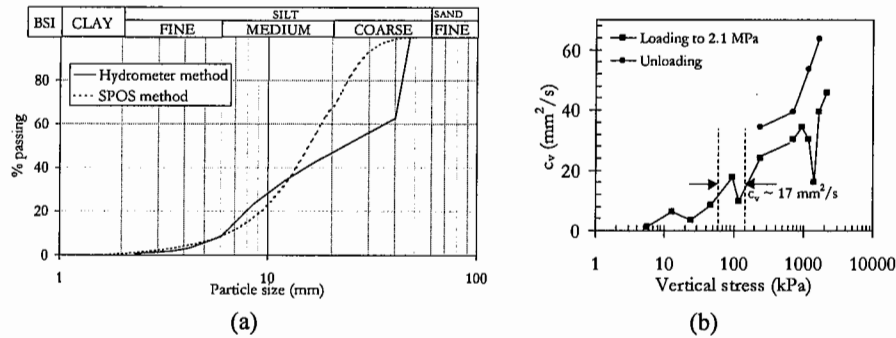 BSI CLAY SILT SAND
FINE MEDIUM COARSE FINE
Hydrometer method
SPOS method
80
60
40
20
0
% passing
1 10 100
Particle size (mm)
(a)
Loading to 2.1 MPa
Unloading
60
40
20
0
cᵥ (mm²/s)
cᵥ ~ 17 mm²/s
1 10 100 1000 10000
Vertical stress (kPa)
(b)